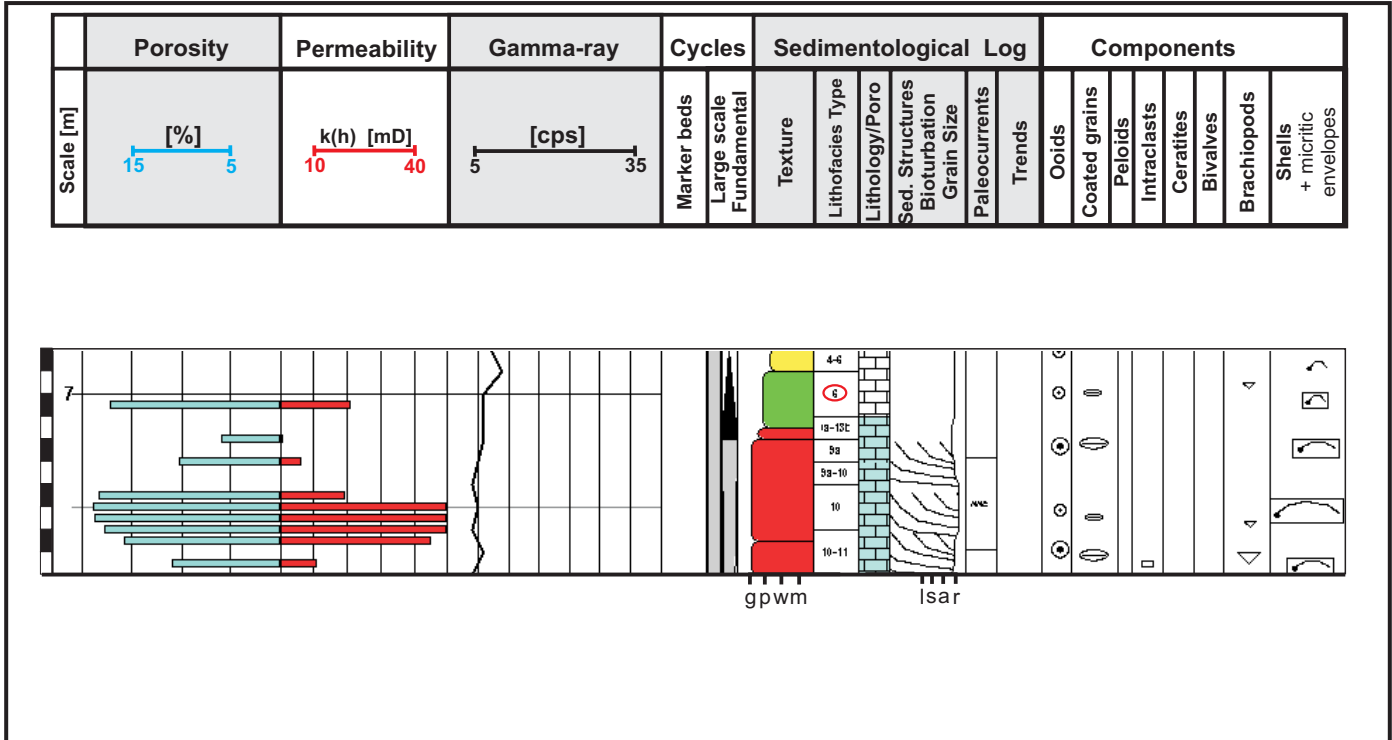 Porosity Permeability Gamma-ray Cycles Sedimentological Log Components
Scale [m]
[%]
15 5
k(h) [mD]
10 40
[cps]
5 35
Marker beds
Large scale
Fundamental
Texture
Lithofacies Type
Lithology/Poro
Sed. Structures
Bioturbation
Grain Size
Paleocurrents
Trends
Ooids
Coated grains
Peloids
Intraclasts
Ceratites
Bivalves
Brachiopods
Shells
+ micritic
envelopes
4-6
7
6
9a
9a-10
10
10-11
gpwm lsar